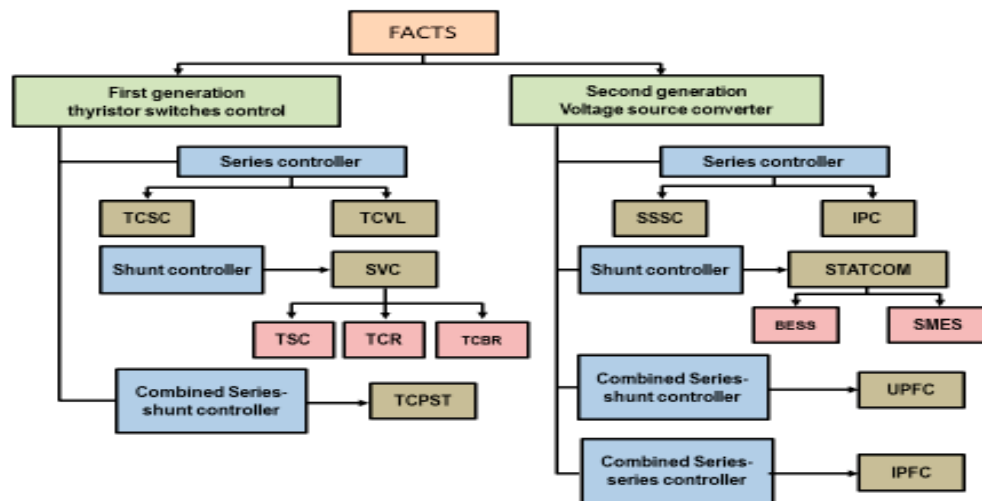 FACTS
First generation
thyristor switches control
Second generation
Voltage source converter
Series controller
Series controller
TCSC
TCVL
SSSC
IPC
Shunt controller
SVC
Shunt controller
STATCOM
TSC
TCR
TCBR
BESS
SMES
Combined Series-
shunt controller
TCPST
Combined Series-
shunt controller
UPFC
Combined Series-
series controller
IPFC